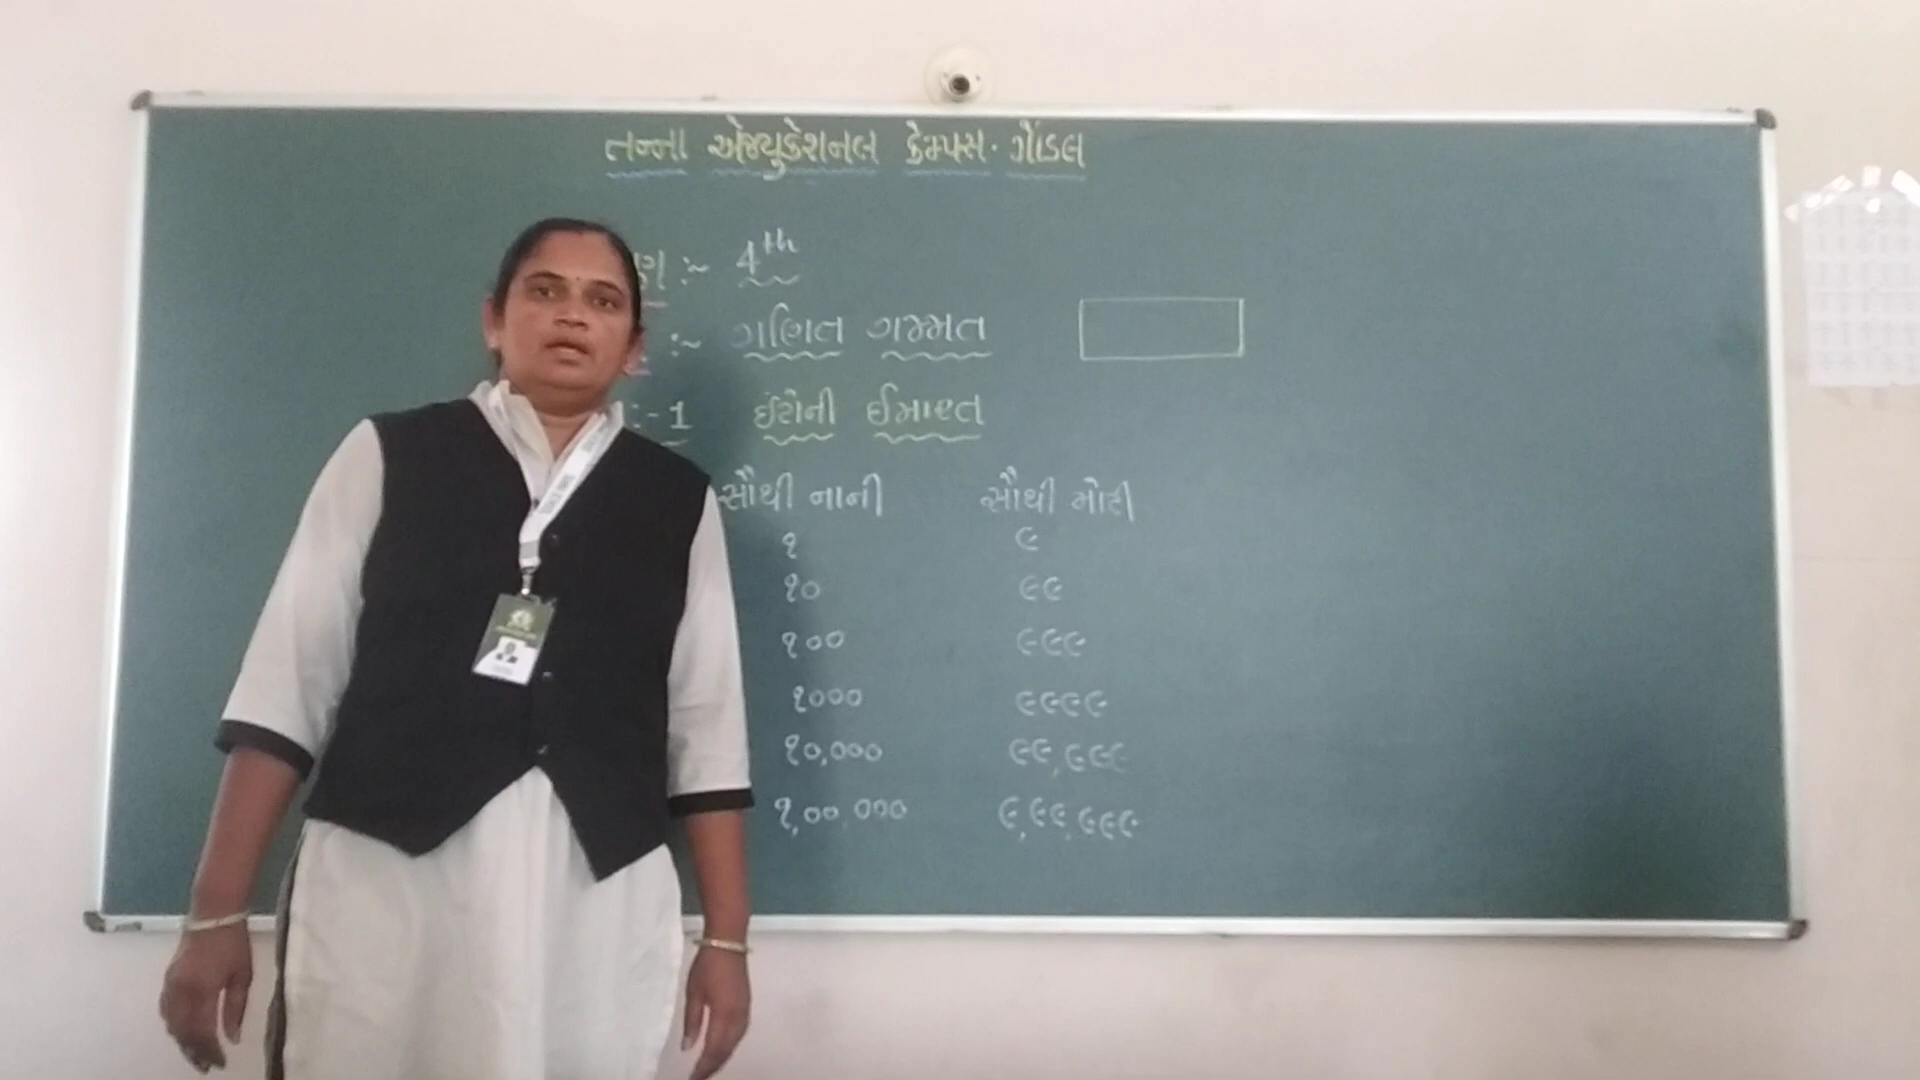 તન્ના એજ્યુકેશનલ કેમ્પસ. ગોંડલ
:~ 4th
:~ ગણિત ગમ્મત
:-1 ઈંટોની ઈમારત
સૌથી નાની સૌથી મોટી
૧ ૯
૧૦ ૯૯
૧૦૦ ૯૯૯
૧૦૦૦ ૯૯૯૯
૧૦,૦૦૦ ૯૯,૯૯૯
૧,૦૦,૦૦૦ ૯,૯૯,૯૯૯